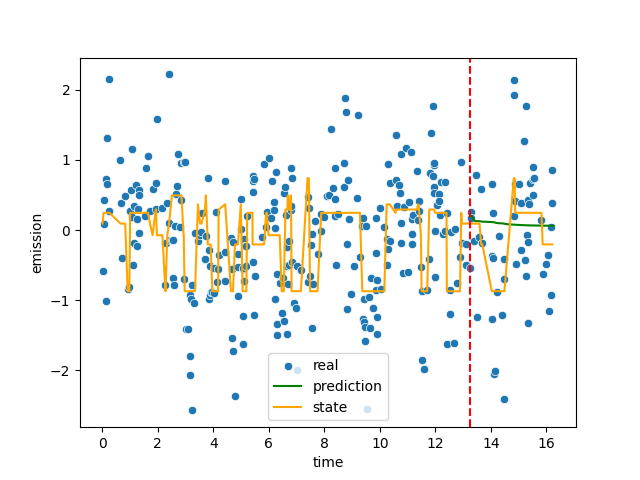 2
1
0
−1
−2
emission
real
prediction
state
0 2 4 6 8 10 12 14 16
time